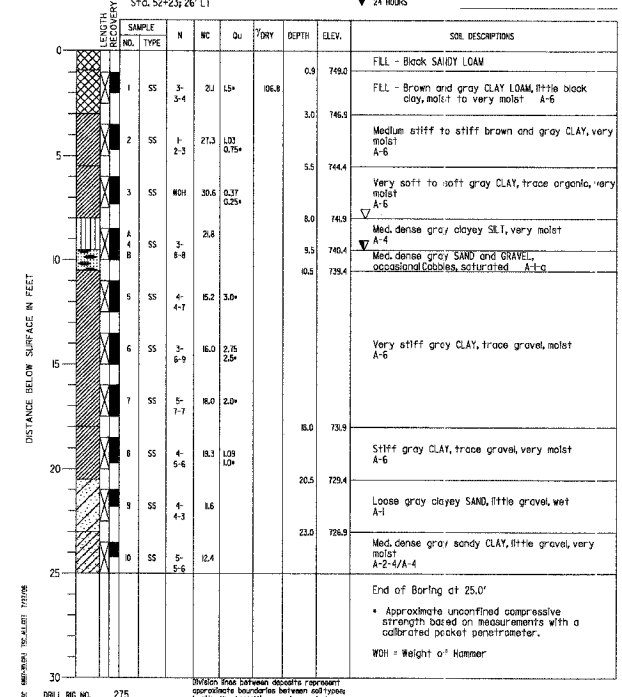 Sta. 52+23; 26' LT
▼ 24 HOURS
LENGTH RECOVERY
SAMPLE NO. TYPE N WC Qu γDRY DEPTH ELEV. SOIL DESCRIPTIONS
0
FILL - Black SANDY LOAM
0.9 749.0
1 SS 3- 21.1 1.5* 106.8 FILL - Brown and gray CLAY LOAM, little black
3-4 clay, moist to very moist A-6
3.0 746.9
2 SS 1- 27.3 1.03 Medium stiff to stiff brown and gray CLAY, very
2-3 0.75* moist
A-6
5
5.5 744.4
3 SS WOH 30.6 0.37 Very soft to soft gray CLAY, trace organic, very
0.25* moist
A-6
8.0 74.9
A 21.8 Med. dense gray clayey SILT, very moist
4 SS 3- A-4
B 8-8
9.5 740.4
Med. dense gray SAND and GRAVEL,
occasional Cobbles, saturated A-1-a
10
10.5 739.4
5 SS 4- 15.2 3.0*
4-7
6 SS 3- 16.0 2.75 Very stiff gray CLAY, trace gravel, moist
6-9 2.5* A-6
15
7 SS 5- 18.0 2.0*
7-7
18.0 73.9
8 SS 4- 19.3 1.09 Stiff gray CLAY, trace gravel, very moist
5-6 1.0* A-6
20
20.5 729.4
9 SS 4- 11.6 Loose gray clayey SAND, little gravel, wet
4-3 A-1
23.0 726.9
10 SS 5- 12.4 Med. dense gray sandy CLAY, little gravel, very
5-6 moist
A-2-4/A-4
25
End of Boring at 25.0'
* Approximate unconfined compressive
strength based on measurements with a
calibrated pocket penetrometer.
WOH = Weight of Hammer
30
DISTANCE BELOW SURFACE IN FEET
DRILL RIG NO. 275
Division lines between deposits represent
approximate boundaries between soil types;